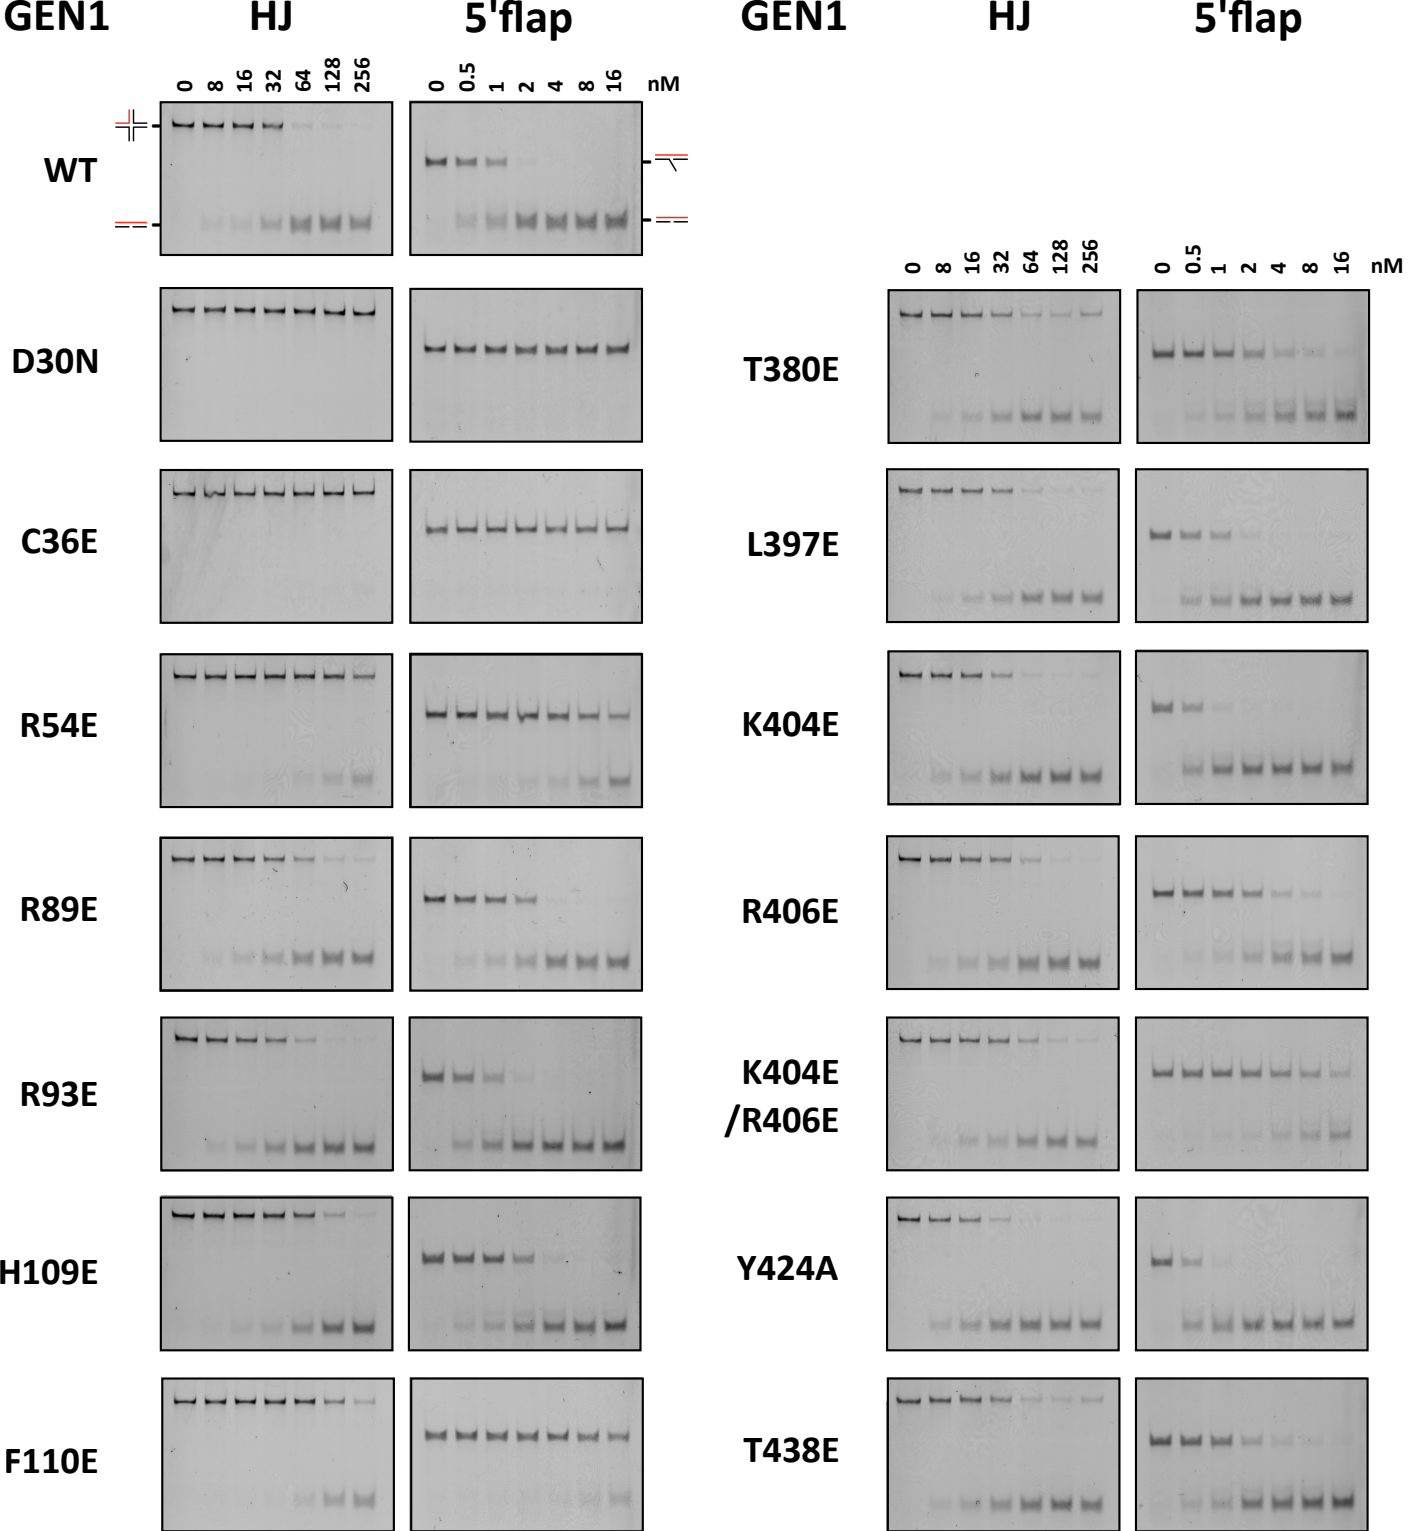 GEN1 HJ 5'flap GEN1 HJ 5'flap
0 8 16 32 64 128 256 0 0.5 1 2 4 8 16 nM
WT
0 8 16 32 64 128 256 0 0.5 1 2 4 8 16 nM
D30N
T380E
C36E
L397E
R54E
K404E
R89E
R406E
R93E
K404E
/R406E
H109E
Y424A
F110E
T438E